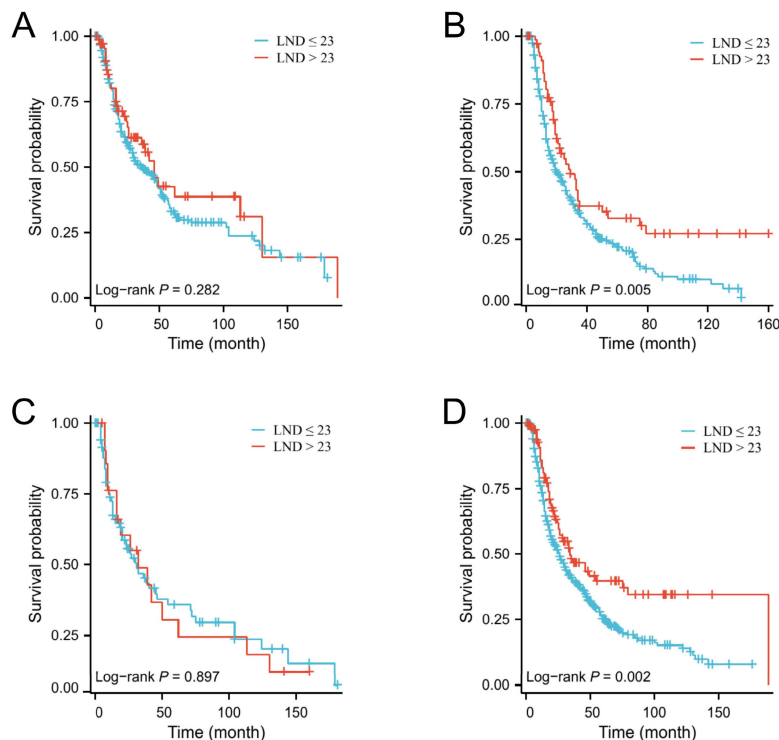 A
LND ≤ 23
LND > 23
Survival probability
1.00
0.75
0.50
0.25
0.00
Log−rank P = 0.282
0
50
100
150
Time (month)
B
LND ≤ 23
LND > 23
Survival probability
1.00
0.75
0.50
0.25
0.00
Log−rank P = 0.005
0
40
80
120
160
Time (month)
C
LND ≤ 23
LND > 23
Survival probability
1.00
0.75
0.50
0.25
0.00
Log−rank P = 0.897
0
50
100
150
Time (month)
D
LND ≤ 23
LND > 23
Survival probability
1.00
0.75
0.50
0.25
0.00
Log−rank P = 0.002
0
50
100
150
Time (month)